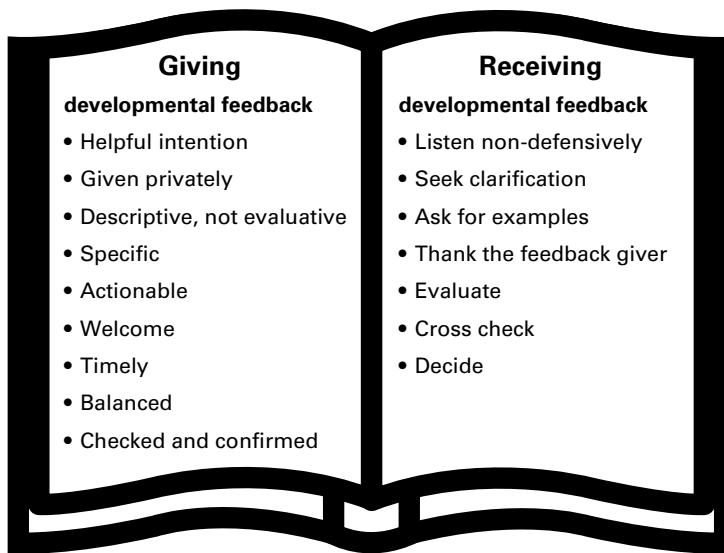 Giving
developmental feedback
• Helpful intention
• Given privately
• Descriptive, not evaluative
• Specific
• Actionable
• Welcome
• Timely
• Balanced
• Checked and confirmed
Receiving
developmental feedback
• Listen non-defensively
• Seek clarification
• Ask for examples
• Thank the feedback giver
• Evaluate
• Cross check
• Decide